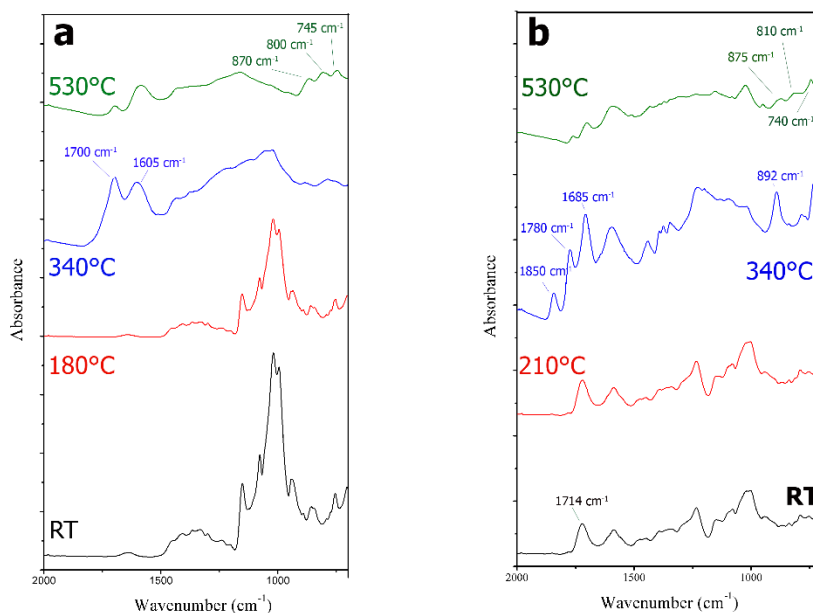 a
745 cm-1
800 cm-1
870 cm-1
530°C
1700 cm-1
1605 cm-1
340°C
180°C
RT
Absorbance
2000
1500
1000
Wavenumber (cm-1)
b
810 cm-1
875 cm-1
530°C
740 cm-1
1685 cm-1
892 cm-1
1780 cm-1
1850 cm-1
340°C
210°C
RT
1714 cm-1
Absorbance
2000
1500
1000
Wavenumber (cm-1)